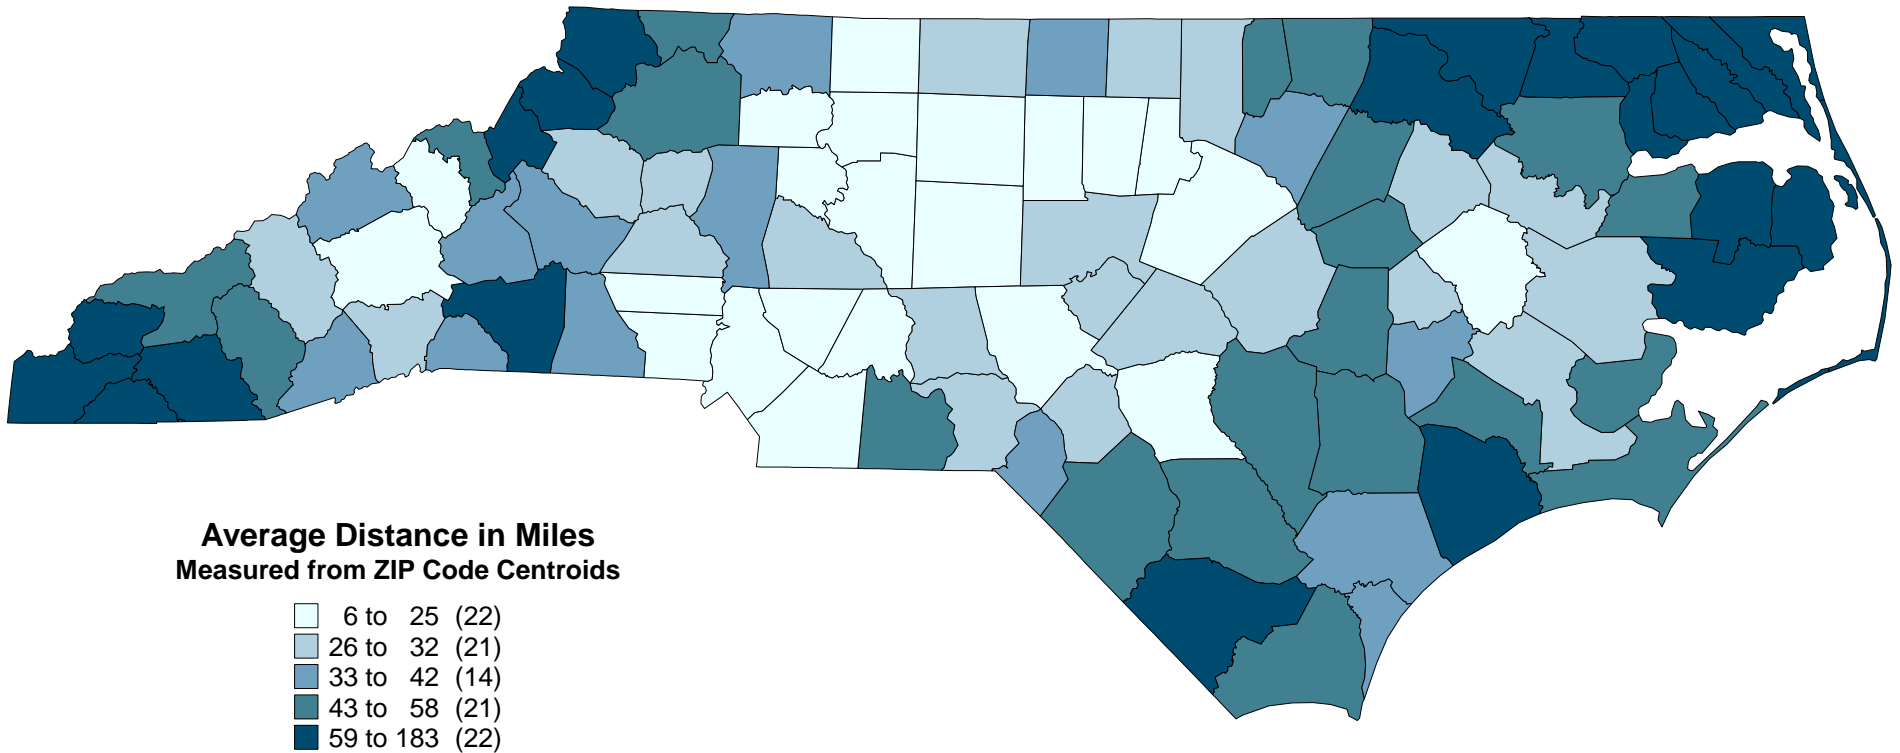 Average Distance in Miles
Measured from ZIP Code Centroids
6 to 25 (22)
26 to 32 (21)
33 to 42 (14)
43 to 58 (21)
59 to 183 (22)